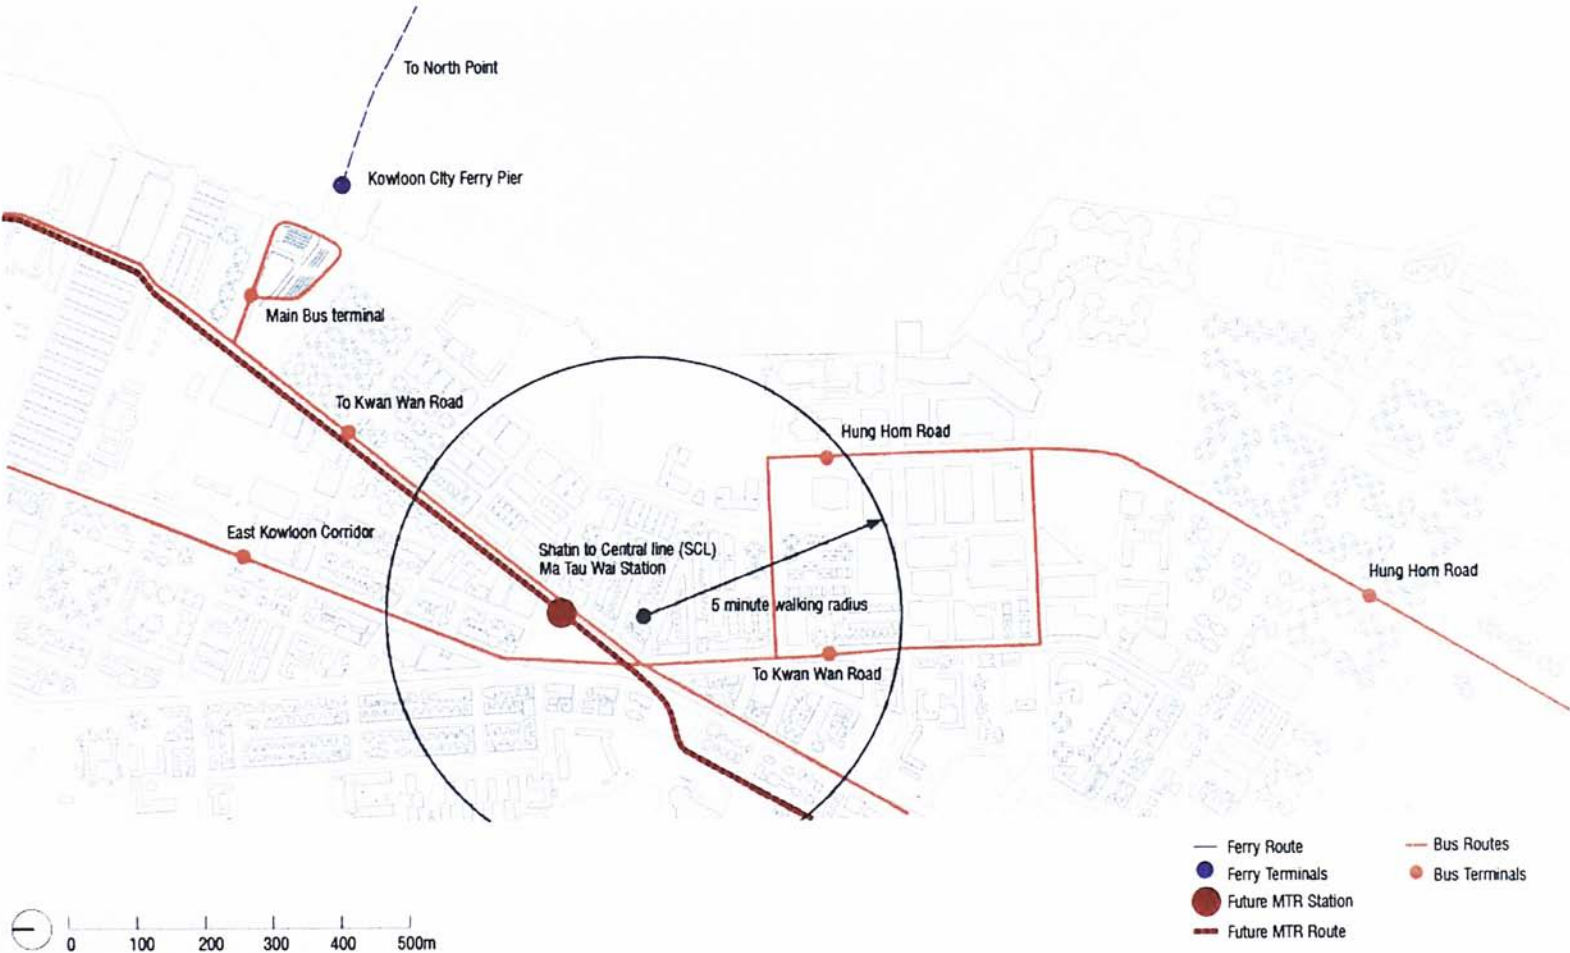 To North Point
Kowloon City Ferry Pier
Main Bus terminal
To Kwan Wan Road
Hung Hom Road
East Kowloon Corridor
Shatin to Central line (SCL)
Ma Tau Wai Station
5 minute walking radius
Hung Hom Road
To Kwan Wan Road
Ferry Route
Bus Routes
Ferry Terminals
Bus Terminals
Future MTR Station
Future MTR Route
0 100 200 300 400 500m